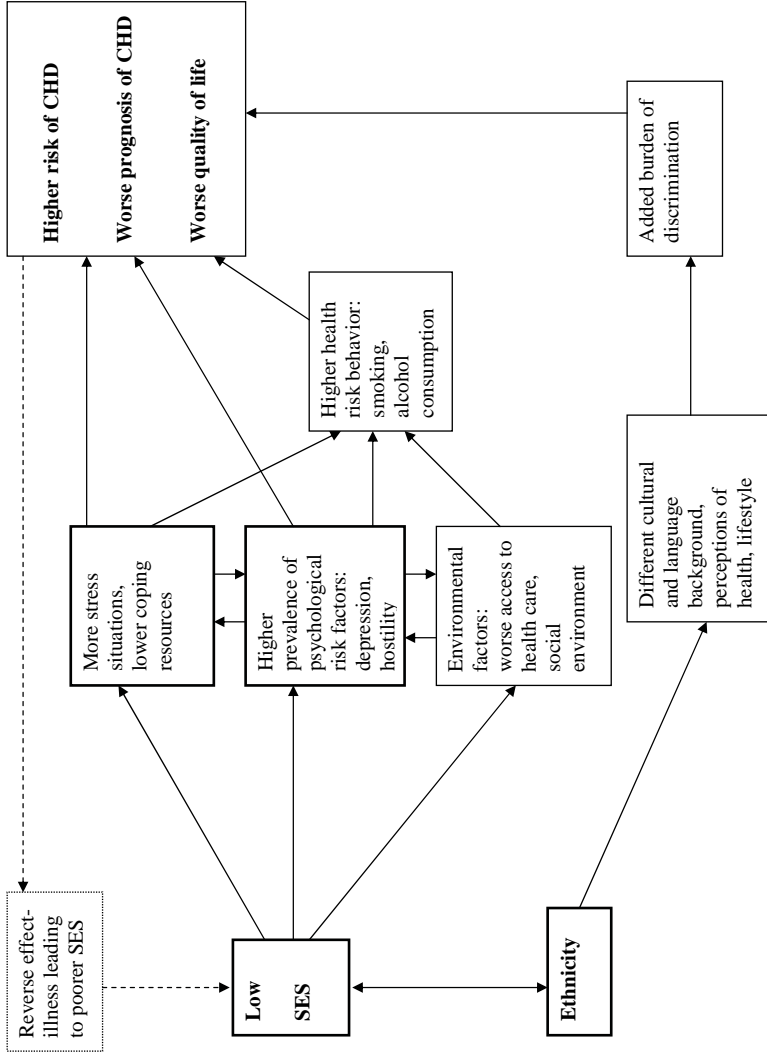 Reverse effect-
illness leading
to poorer SES
Low
SES
Ethnicity
More stress
situations,
lower coping
resources
Higher
prevalence of
psychological
risk factors:
depression,
hostility
Environmental
factors:
worse access to
health care,
social
environment
Different cultural
and language
background,
perceptions of
health, lifestyle
Higher health
risk behavior:
smoking,
alcohol
consumption
Added burden of
discrimination
Higher risk of CHD
Worse prognosis of CHD
Worse quality of life